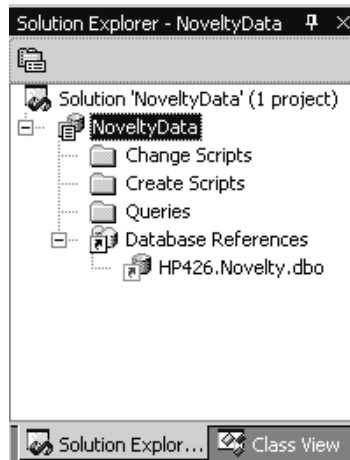 Solution Explorer - NoveltyData
Solution 'NoveltyData' (1 project)
NoveltyData
Change Scripts
Create Scripts
Queries
Database References
HP426.Novelty.dbo
Solution Explor... Class View